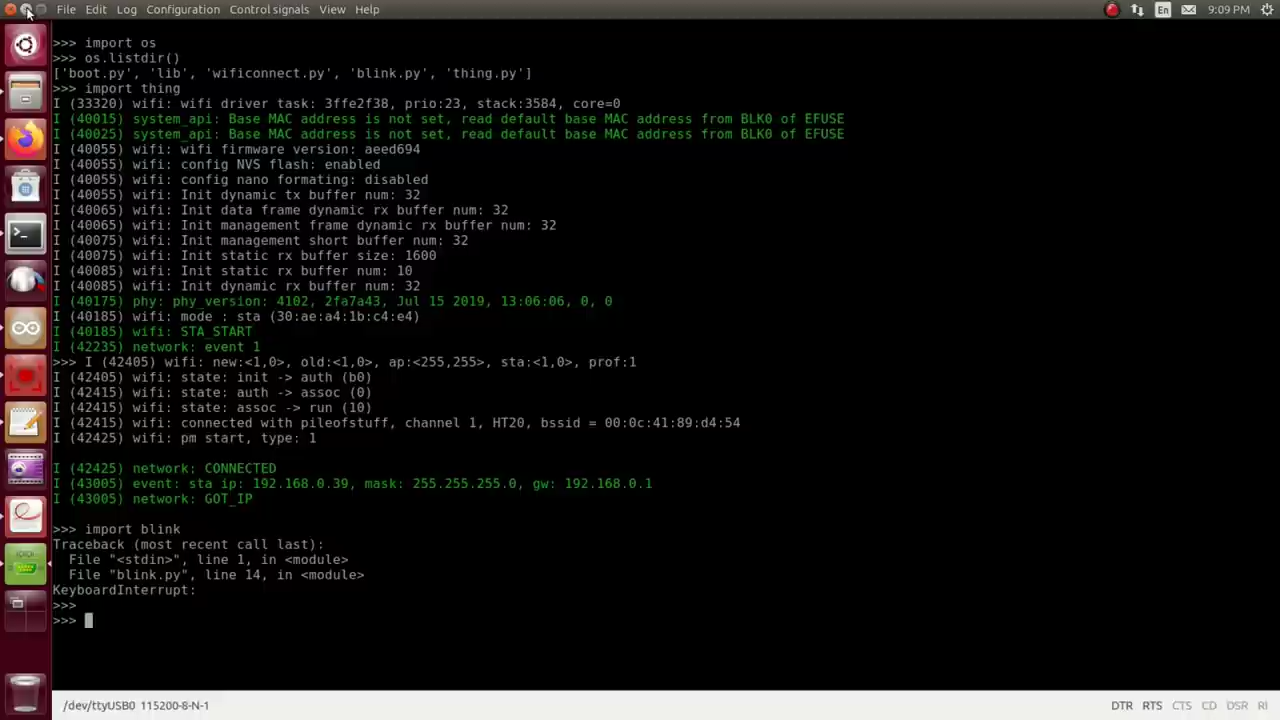 File Edit Log Configuration Control signals View Help En 9:09 PM
>>> import os
>>> os.listdir()
['boot.py', 'lib', 'wificonnect.py', 'blink.py', 'thing.py']
>>> import thing
I (33320) wifi: wifi driver task: 3ffe2f38, prio:23, stack:3584, core=0
I (40015) system_api: Base MAC address is not set, read default base MAC address from BLK0 of EFUSE
I (40025) system_api: Base MAC address is not set, read default base MAC address from BLK0 of EFUSE
I (40055) wifi: wifi firmware version: aeed694
I (40055) wifi: config NVS flash: enabled
I (40055) wifi: config nano formating: disabled
I (40055) wifi: Init dynamic tx buffer num: 32
I (40065) wifi: Init data frame dynamic rx buffer num: 32
I (40065) wifi: Init management frame dynamic rx buffer num: 32
I (40075) wifi: Init management short buffer num: 32
I (40075) wifi: Init static rx buffer size: 1600
I (40085) wifi: Init static rx buffer num: 10
I (40085) wifi: Init dynamic rx buffer num: 32
I (40175) phy: phy_version: 4102, 2fa7a43, Jul 15 2019, 13:06:06, 0, 0
I (40185) wifi: mode : sta (30:ae:a4:1b:c4:e4)
I (40185) wifi: STA_START
I (42235) network: event 1
>>> I (42405) wifi: new:<1,0>, old:<1,0>, ap:<255,255>, sta:<1,0>, prof:1
I (42405) wifi: state: init -> auth (b0)
I (42415) wifi: state: auth -> assoc (0)
I (42415) wifi: state: assoc -> run (10)
I (42415) wifi: connected with pileofstuff, channel 1, HT20, bssid = 00:0c:41:89:d4:54
I (42425) wifi: pm start, type: 1
I (42425) network: CONNECTED
I (43005) event: sta ip: 192.168.0.39, mask: 255.255.255.0, gw: 192.168.0.1
I (43005) network: GOT_IP
>>> import blink
Traceback (most recent call last):
  File "<stdin>", line 1, in <module>
  File "blink.py", line 14, in <module>
KeyboardInterrupt:
>>>
>>>
/dev/ttyUSB0 115200-8-N-1 DTR RTS CTS CD DSR RI